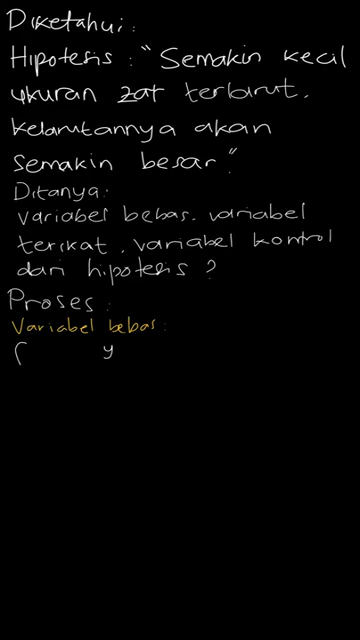 Diketahui:
Hipotesis: "Semakin kecil
ukuran zat terlarut.
kelarutannya akan
semakin besar".
Ditanya:
variabel bebas. variabel
terikat, variabel kontrol
dari hipotesis?
Proses:
Variabel bebas:
( y